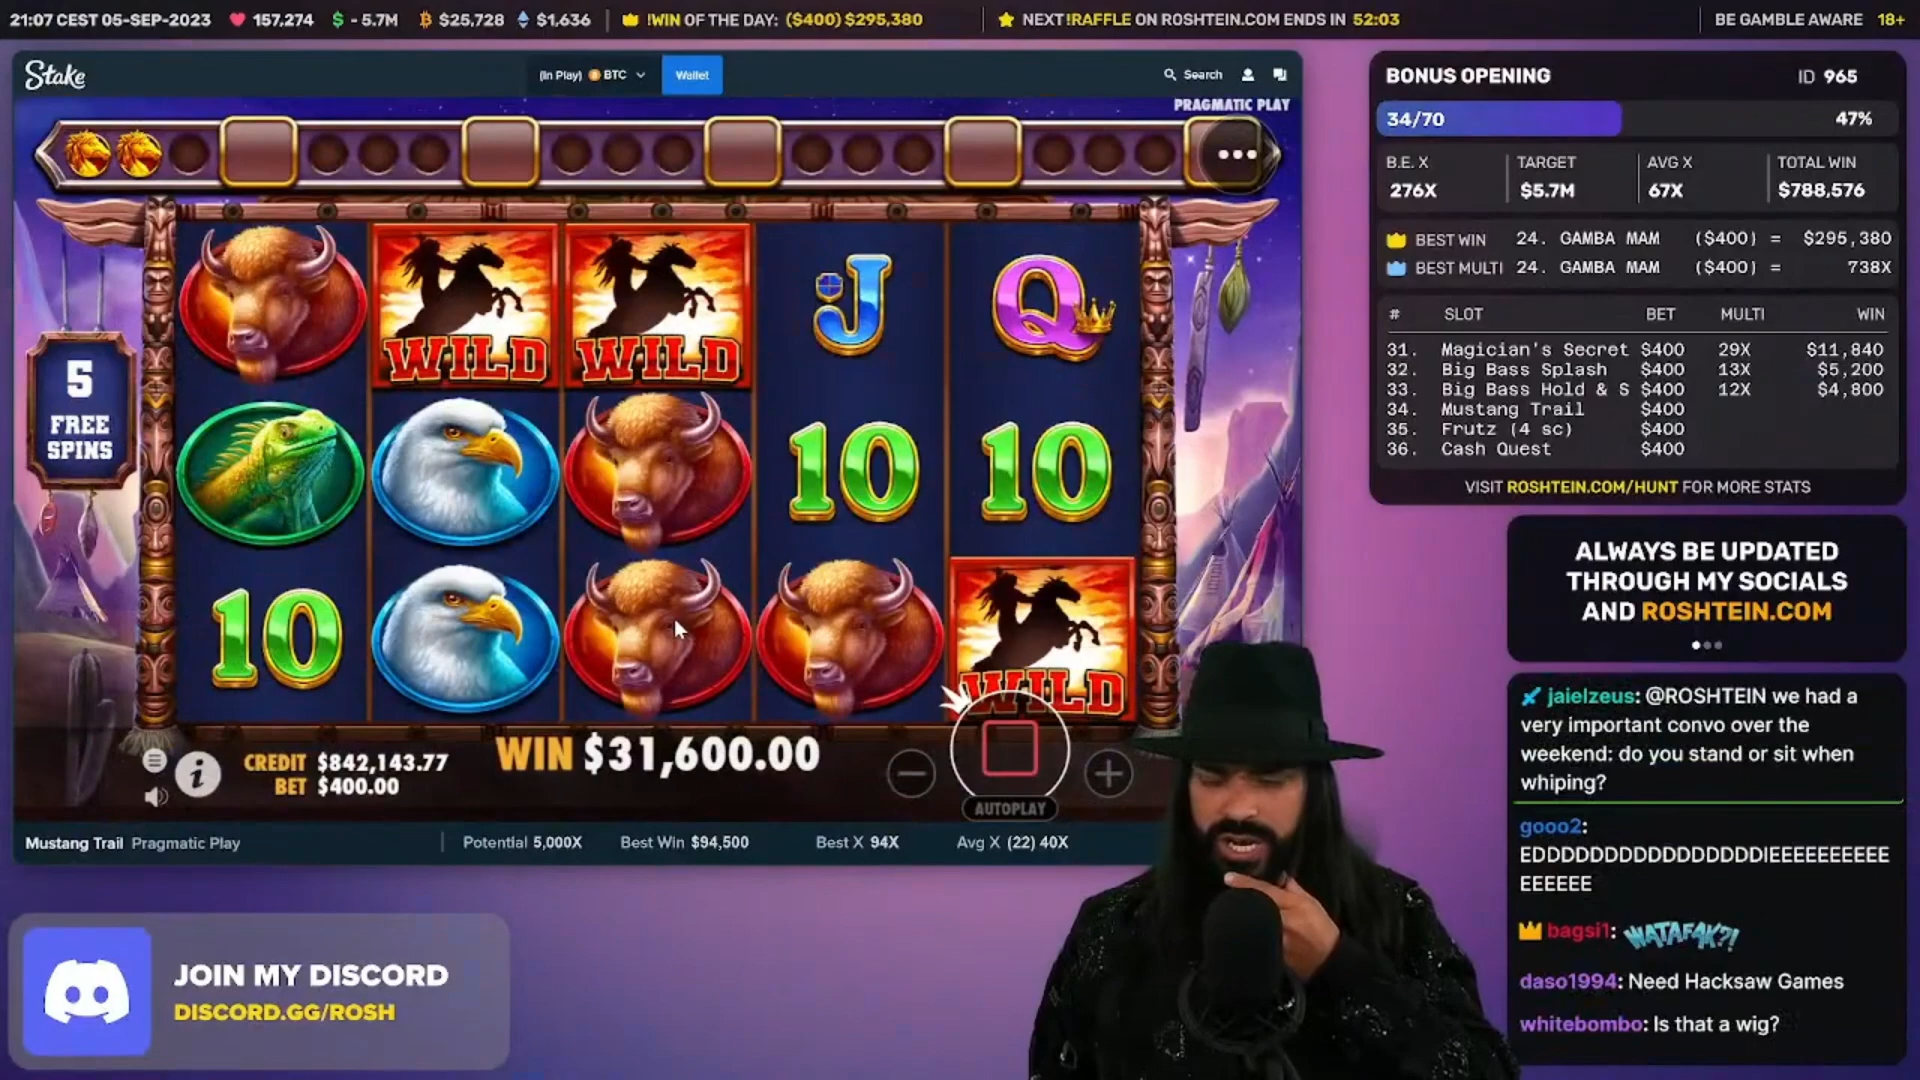 21:07 CEST 05-SEP-2023 157,274 $ - 5.7M $25,728 $1,636 !WIN OF THE DAY: ($400) $295,380 NEXT !RAFFLE ON ROSHTEIN.COM ENDS IN 52:03 BE GAMBLE AWARE 18+
Stake (In Play) BTC Wallet Search
PRAGMATIC PLAY
5
FREE
SPINS
WILD WILD J Q
10 10
10 WILD
CREDIT $842,143.77
BET $400.00
WIN $31,600.00
AUTOPLAY
Mustang Trail Pragmatic Play Potential 5,000X Best Win $94,500 Best X 94X Avg X (22) 40X
JOIN MY DISCORD
DISCORD.GG/ROSH
BONUS OPENING ID 965
34/70 47%
B.E. X TARGET AVG X TOTAL WIN
276X $5.7M 67X $788,576
BEST WIN 24. GAMBA MAM ($400) = $295,380
BEST MULTI 24. GAMBA MAM ($400) = 738X
# SLOT BET MULTI WIN
31. Magician's Secret $400 29X $11,840
32. Big Bass Splash $400 13X $5,200
33. Big Bass Hold & S $400 12X $4,800
34. Mustang Trail $400
35. Frutz (4 sc) $400
36. Cash Quest $400
VISIT ROSHTEIN.COM/HUNT FOR MORE STATS
ALWAYS BE UPDATED
THROUGH MY SOCIALS
AND ROSHTEIN.COM
jaielzeus: @ROSHTEIN we had a
very important convo over the
weekend: do you stand or sit when
whiping?
gooo2:
EDDDDDDDDDDDDDDDDDIEEEEEEEEEE
EEEEEE
bagsi1: WATAFAK?!
daso1994: Need Hacksaw Games
whitebombo: Is that a wig?